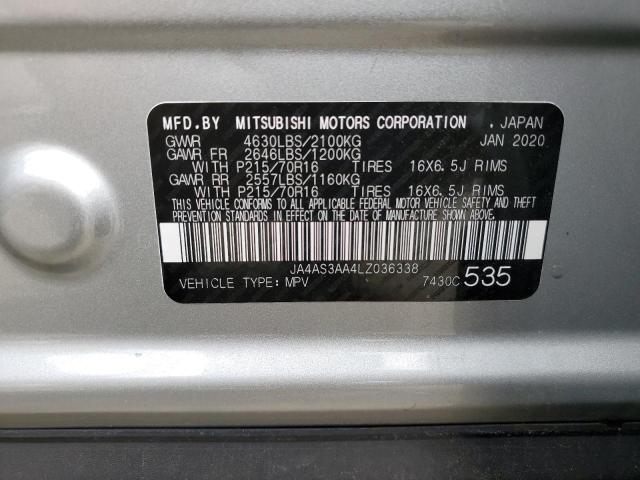 MFD.BY MITSUBISHI MOTORS CORPORATION . JAPAN
GVWR 4630LBS/2100KG JAN 2020
GAWR FR 2646LBS/1200KG
WITH P215/70R16 TIRES 16X6.5J RIMS
GAWR RR 2557LBS/1160KG
WITH P215/70R16 TIRES 16X6.5J RIMS
THIS VEHICLE CONFORMS TO ALL APPLICABLE FEDERAL MOTOR VEHICLE SAFETY AND THEFT
PREVENTION STANDARDS IN EFFECT ON THE DATE OF MANUFACTURE SHOWN ABOVE.
JA4AS3AA4LZ036338
VEHICLE TYPE:MPV 7430C 535